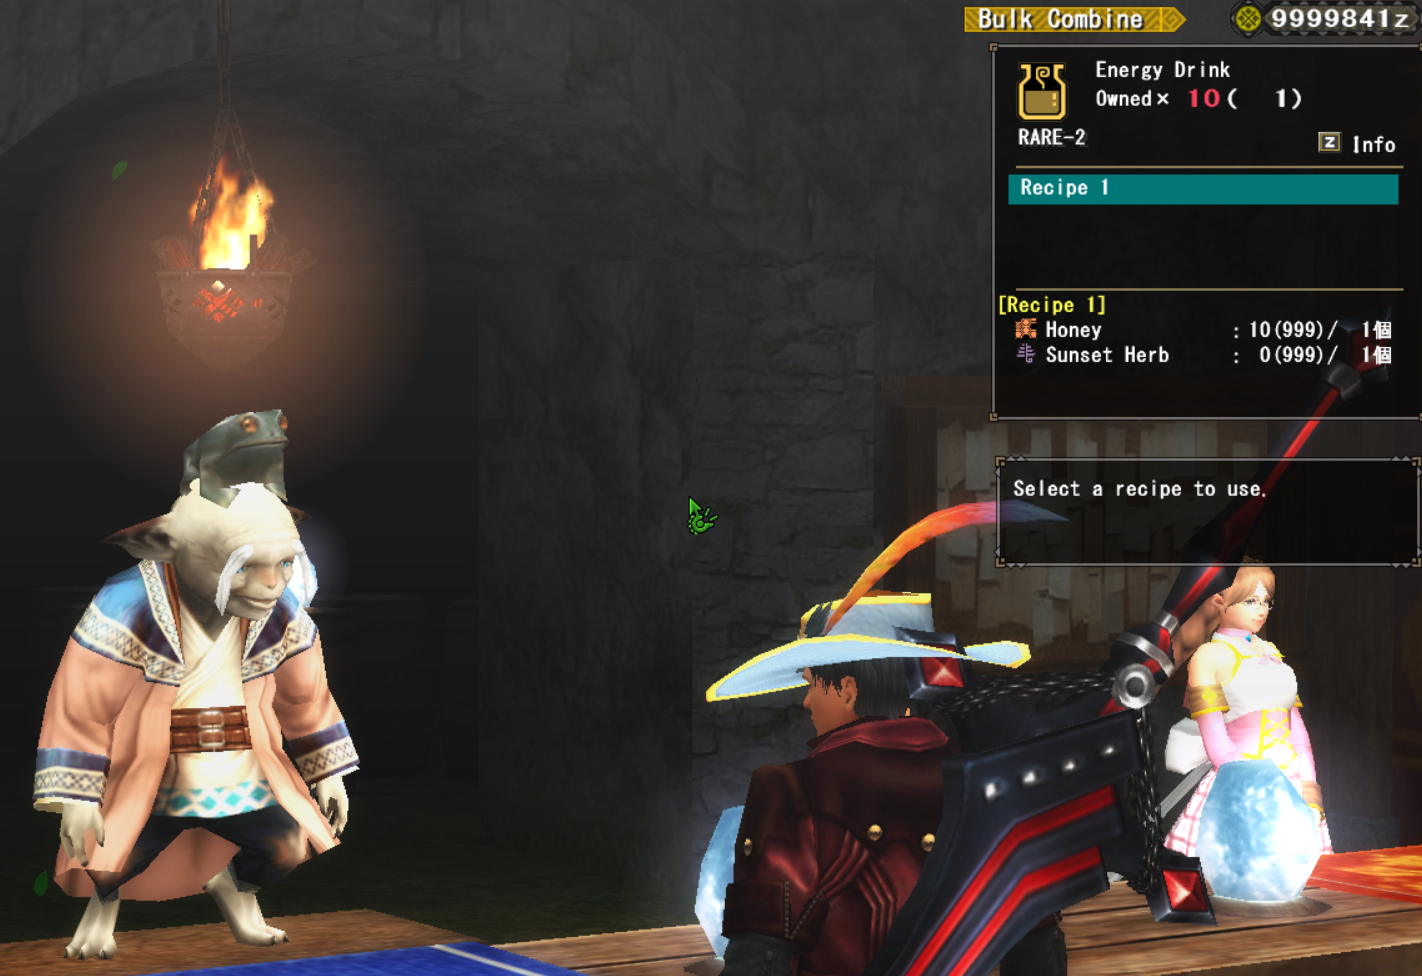 Bulk Combine
9999841z
Energy Drink
Owned× 10( 1)
RARE-2
Z Info
Recipe 1
[Recipe 1]
Honey : 10(999)/ 1個
Sunset Herb : 0(999)/ 1個
Select a recipe to use.